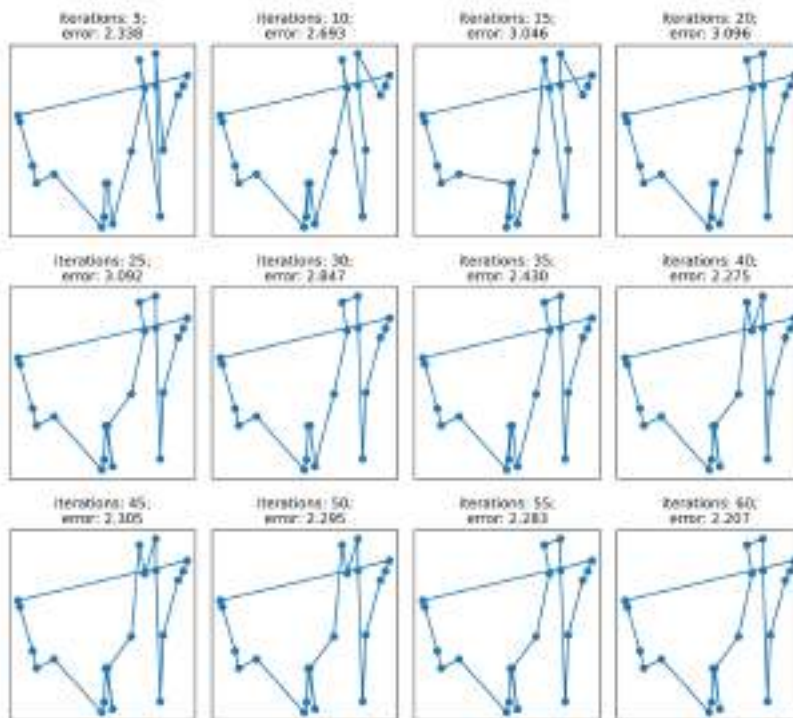 iterations: 5;
error: 2.338
iterations: 10;
error: 2.693
iterations: 15;
error: 3.046
iterations: 20;
error: 3.096
iterations: 25;
error: 3.092
iterations: 30;
error: 2.847
iterations: 35;
error: 2.430
iterations: 40;
error: 2.275
iterations: 45;
error: 2.305
iterations: 50;
error: 2.295
iterations: 55;
error: 2.283
iterations: 60;
error: 2.207